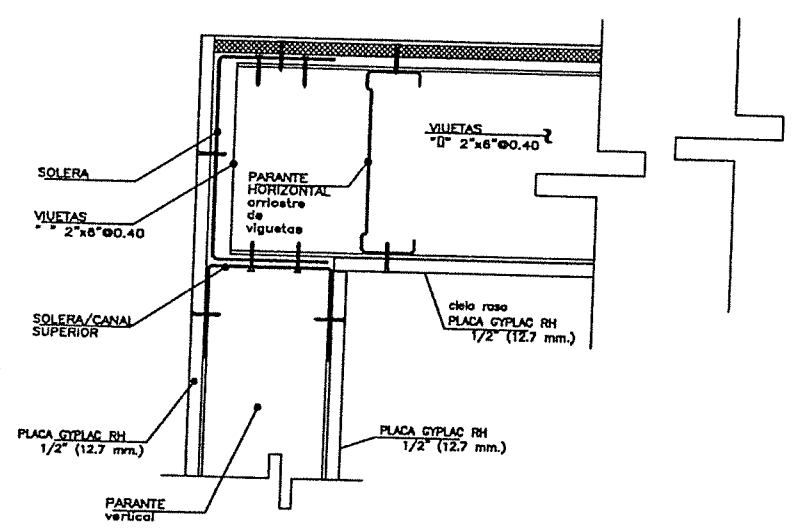 SOLERA
VIUETAS
" " 2"x6"@0.40
PARANTE
HORIZONTAL
arriostre
de
viguetas
VIUETAS
"▯" 2"x6"@0.40
SOLERA/CANAL
SUPERIOR
cielo raso
PLACA GYPLAC RH
1/2" (12.7 mm.)
PLACA GYPLAC RH
1/2" (12.7 mm.)
PLACA GYPLAC RH
1/2" (12.7 mm.)
PARANTE
vertical